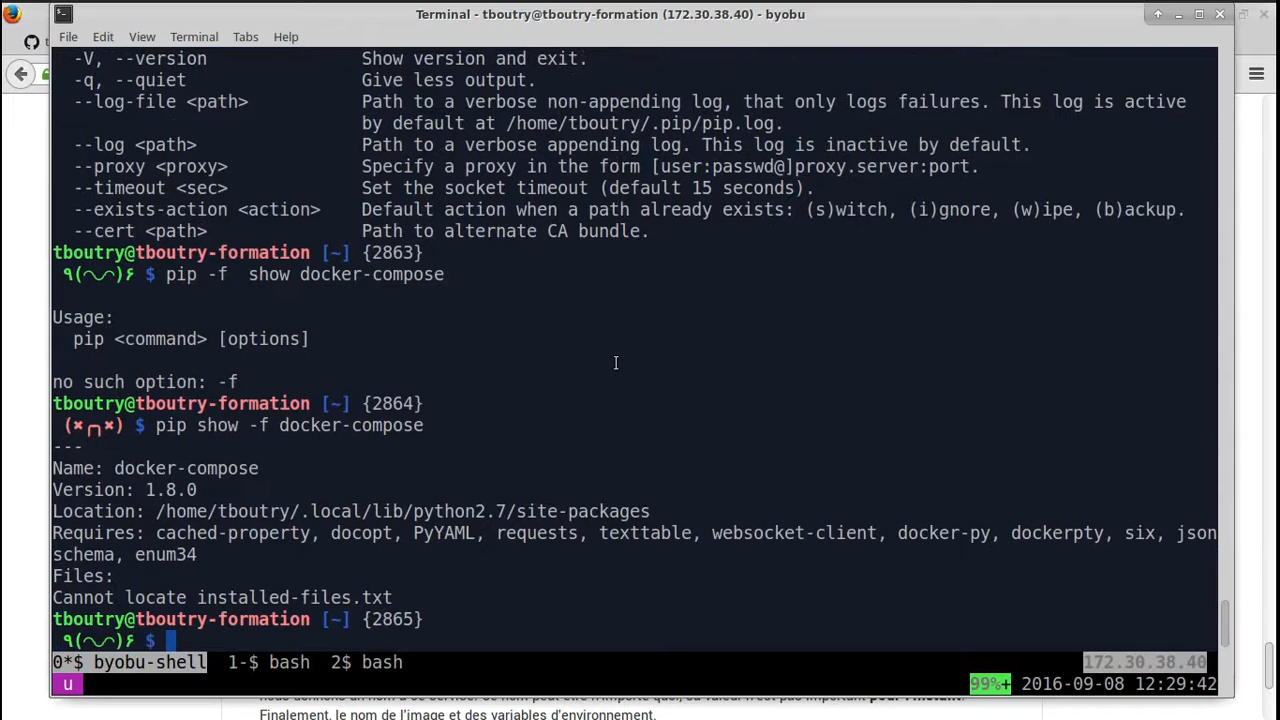 Terminal - tboutry@tboutry-formation (172.30.38.40) - byobu
File Edit View Terminal Tabs Help
-V, --version Show version and exit.
-q, --quiet Give less output.
--log-file <path> Path to a verbose non-appending log, that only logs failures. This log is active
by default at /home/tboutry/.pip/pip.log.
--log <path> Path to a verbose appending log. This log is inactive by default.
--proxy <proxy> Specify a proxy in the form [user:passwd@]proxy.server:port.
--timeout <sec> Set the socket timeout (default 15 seconds).
--exists-action <action> Default action when a path already exists: (s)witch, (i)gnore, (w)ipe, (b)ackup.
--cert <path> Path to alternate CA bundle.
tboutry@tboutry-formation [~] {2863}
٩(◠◡◠)۶ $ pip -f  show docker-compose
Usage:
pip <command> [options]
no such option: -f
tboutry@tboutry-formation [~] {2864}
(✖╭╮✖) $ pip show -f docker-compose
---
Name: docker-compose
Version: 1.8.0
Location: /home/tboutry/.local/lib/python2.7/site-packages
Requires: cached-property, docopt, PyYAML, requests, texttable, websocket-client, docker-py, dockerpty, six, json
schema, enum34
Files:
Cannot locate installed-files.txt
tboutry@tboutry-formation [~] {2865}
٩(◠◡◠)۶ $
0*$ byobu-shell 1-$ bash 2$ bash 172.30.38.40
u 99%+ 2016-09-08 12:29:42
Finalement, le nom de l'image et des variables d'environnement.